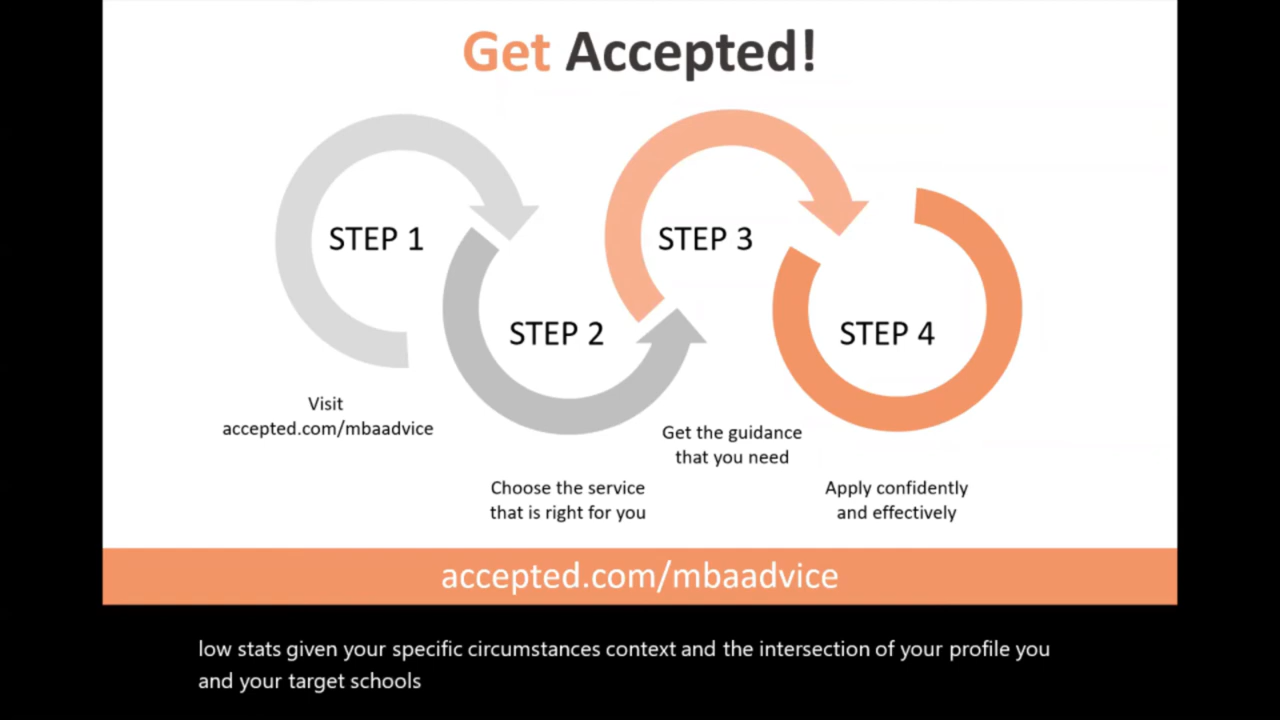 Get Accepted!
STEP 1
STEP 3
STEP 2
STEP 4
Visit
accepted.com/mbaadvice
Get the guidance
that you need
Choose the service
that is right for you
Apply confidently
and effectively
accepted.com/mbaadvice
low stats given your specific circumstances context and the intersection of your profile you
and your target schools